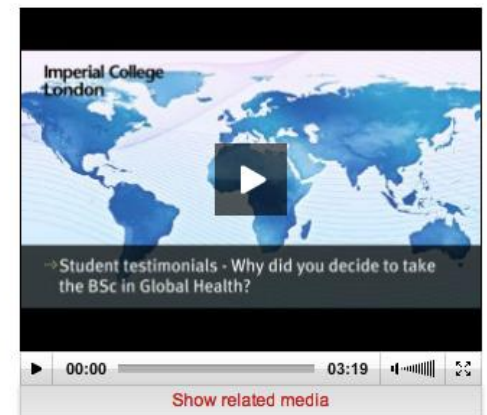 Imperial College
London
→Student testimonials - Why did you decide to take
the BSc in Global Health?
00:00 03:19
Show related media